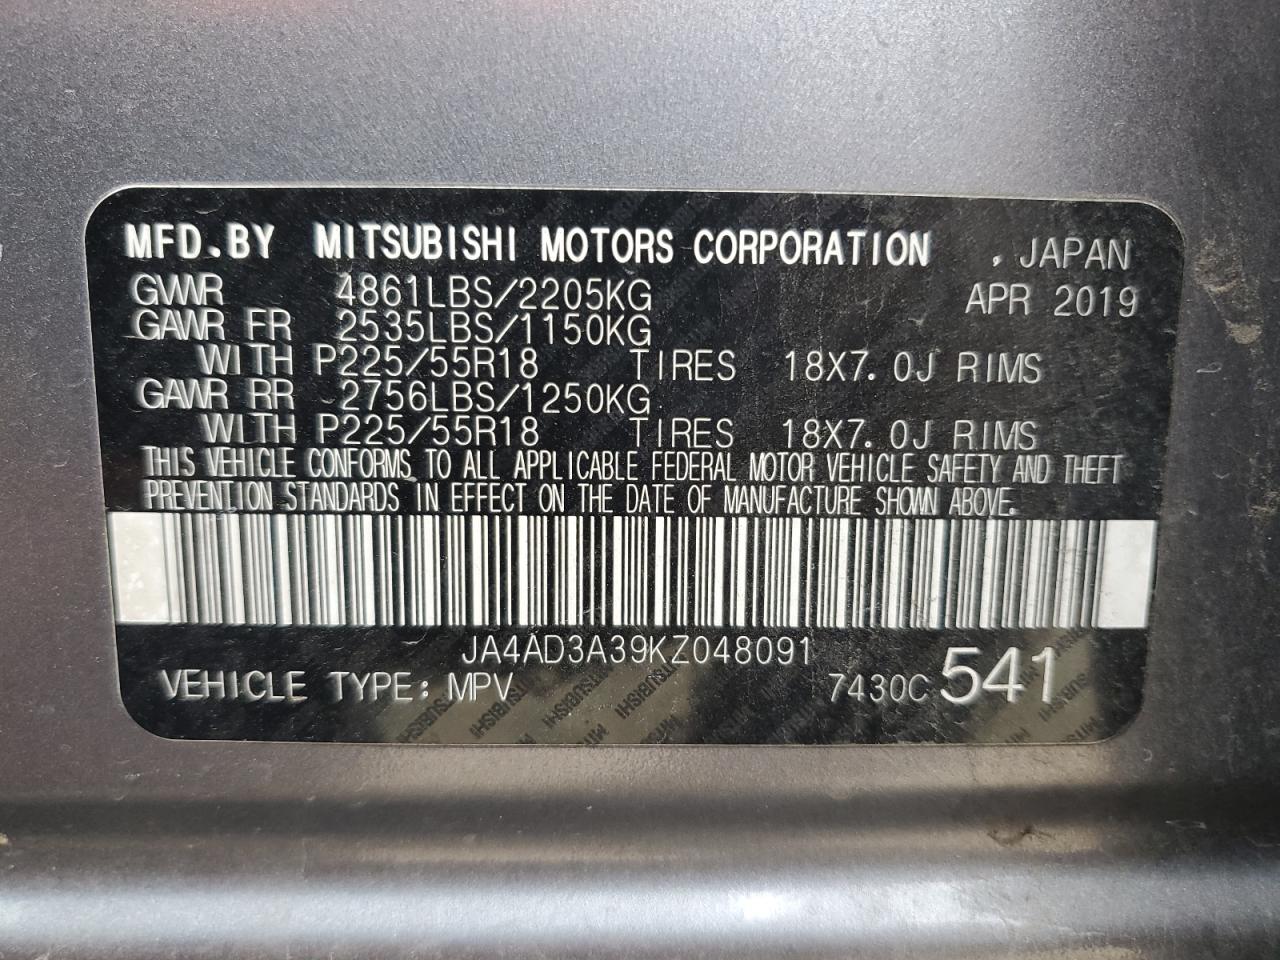 MFD.BY MITSUBISHI MOTORS CORPORATION , JAPAN
GVWR 4861LBS/2205KG APR 2019
GAWR FR 2535LBS/1150KG
WITH P225/55R18 TIRES 18X7.0J RIMS
GAWR RR 2756LBS/1250KG
WITH P225/55R18 TIRES 18X7.0J RIMS
THIS VEHICLE CONFORMS TO ALL APPLICABLE FEDERAL MOTOR VEHICLE SAFETY AND THEFT
PREVENTION STANDARDS IN EFFECT ON THE DATE OF MANUFACTURE SHOWN ABOVE.
JA4AD3A39KZ048091
VEHICLE TYPE: MPV 7430C 541